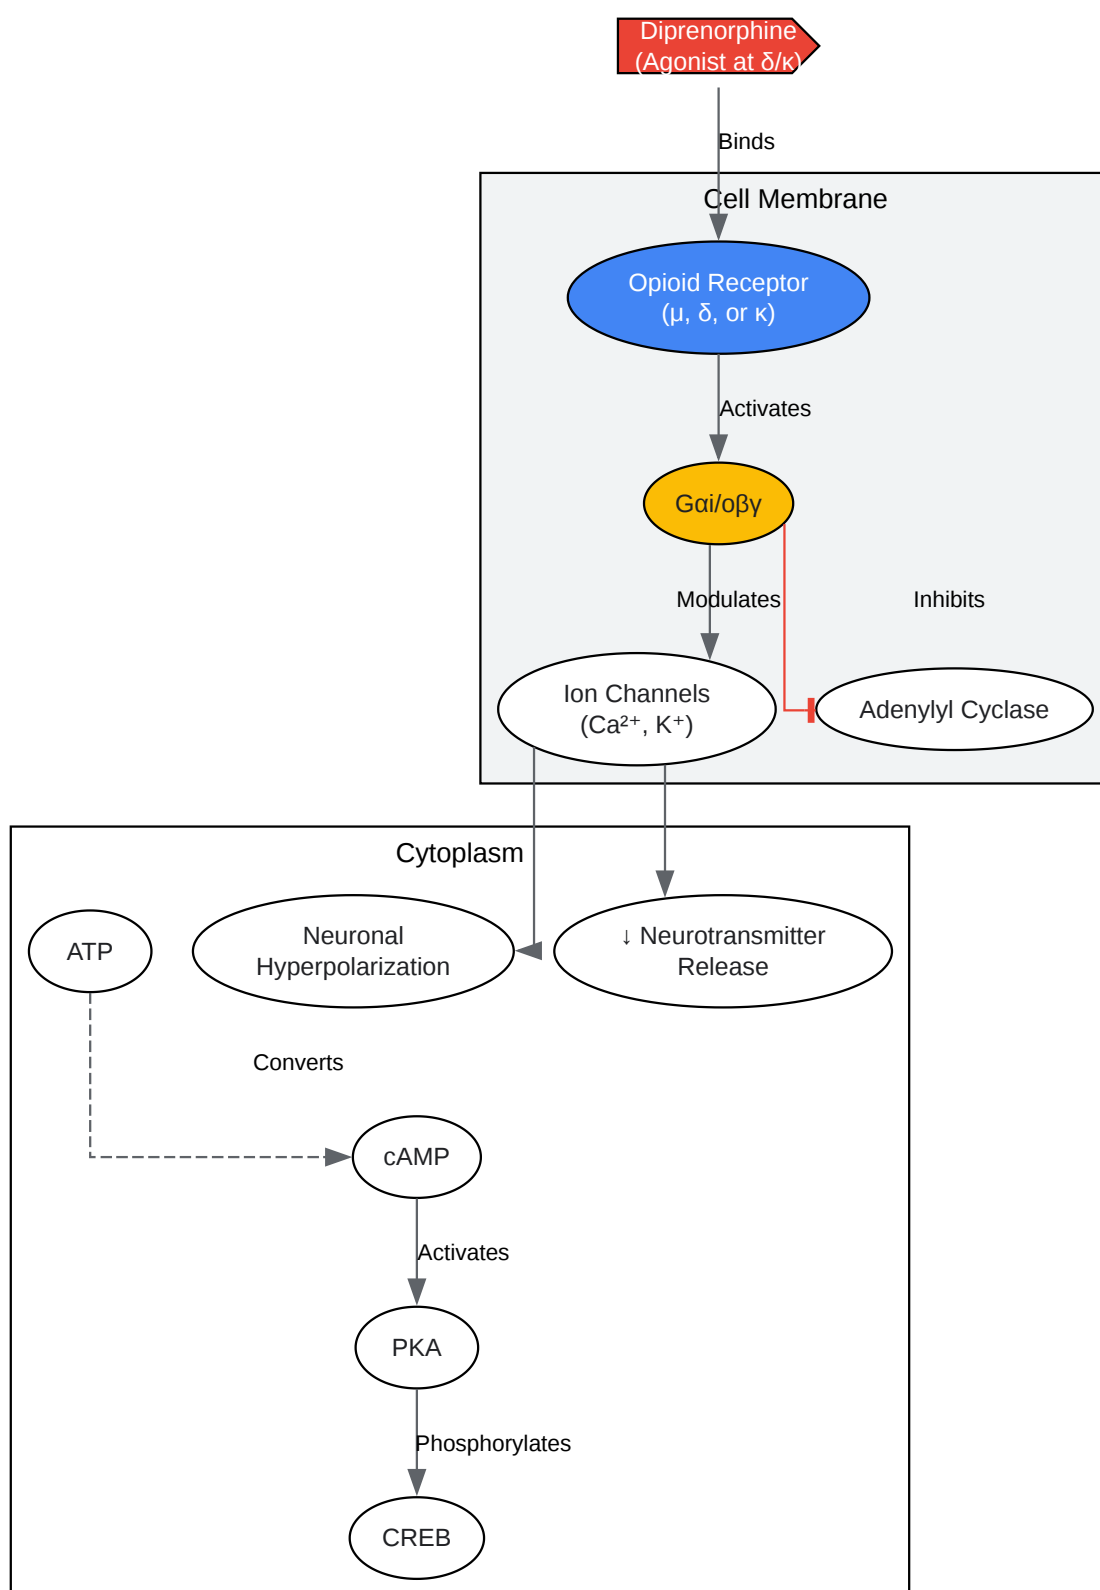 Diprenorphine
(Agonist at δ/κ)
Binds
Cell Membrane
Opioid Receptor
(μ, δ, or κ)
Activates
Gαi/oβγ
Modulates
Inhibits
Ion Channels
(Ca²⁺, K⁺)
Adenylyl Cyclase
Cytoplasm
ATP
Neuronal
Hyperpolarization
↓ Neurotransmitter
Release
Converts
cAMP
Activates
PKA
Phosphorylates
CREB